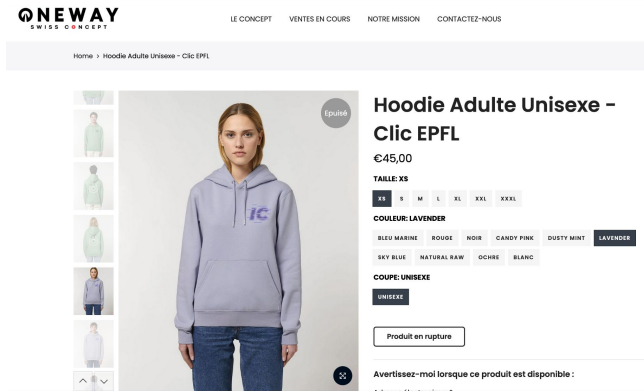 ONEWAY
SWISS CONCEPT
LE CONCEPT VENTES EN COURS NOTRE MISSION CONTACTEZ-NOUS
Home > Hoodie Adulte Unisexe - Clic EPFL
Epuisé
IC
Hoodie Adulte Unisexe -
Clic EPFL
€45,00
TAILLE: XS
XS S M L XL XXL XXXL
COULEUR: LAVENDER
BLEU MARINE ROUGE NOIR CANDY PINK DUSTY MINT LAVENDER
SKY BLUE NATURAL RAW OCHRE BLANC
COUPE: UNISEXE
UNISEXE
Produit en rupture
Avertissez-moi lorsque ce produit est disponible :